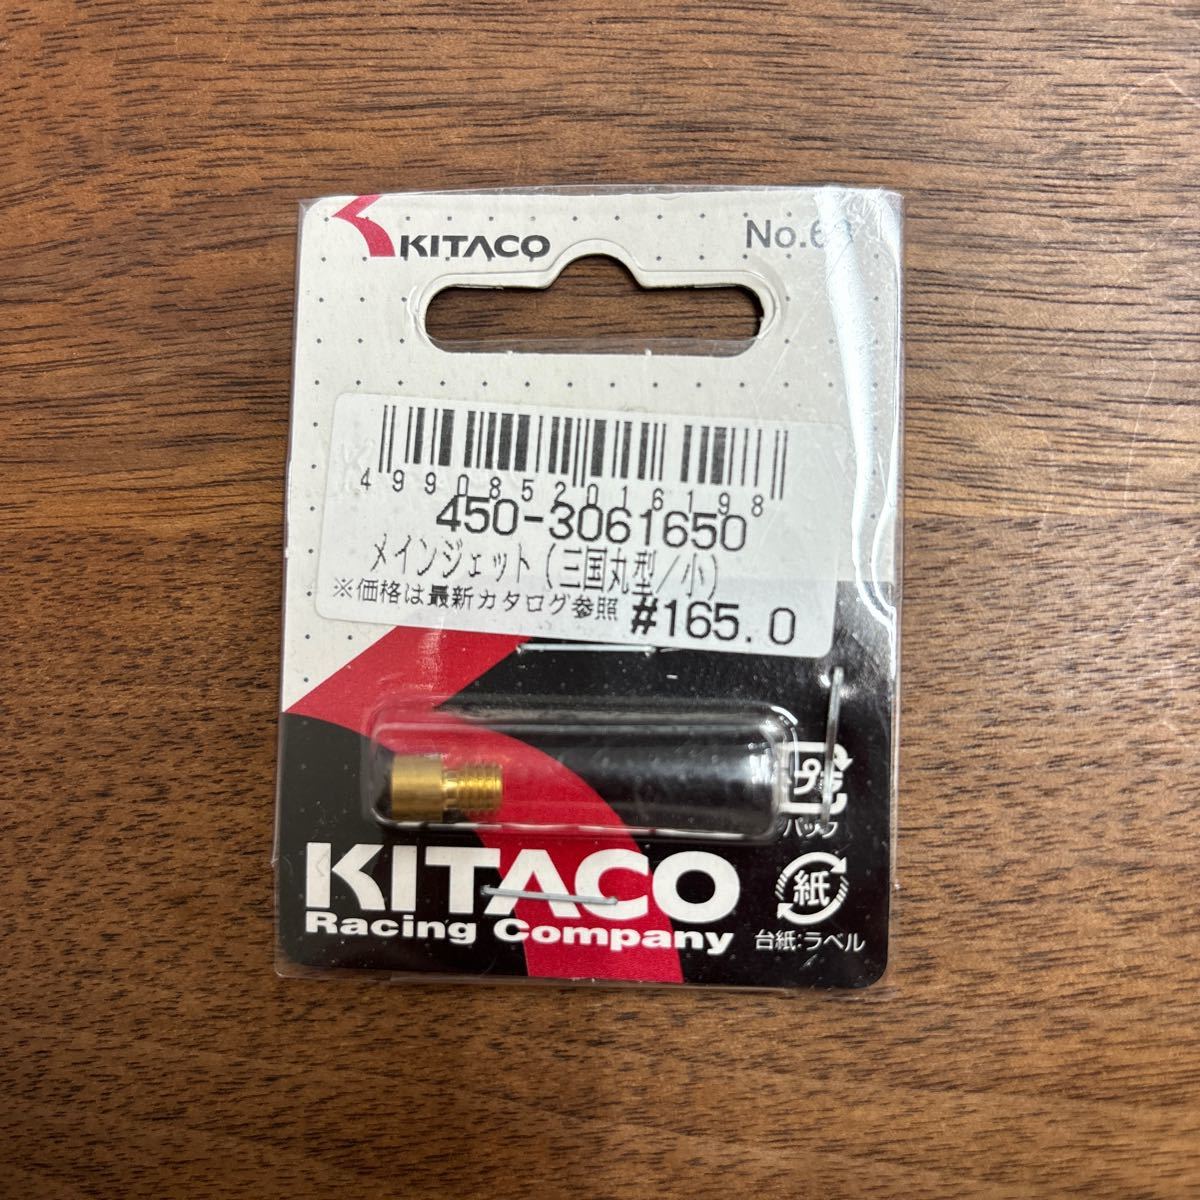 KITACO
No.6
4990852016198
450-3061650
メインジェット(三国丸型/小)
※価格は最新カタログ参照 #165.0
パック
KITACO
紙
Racing Company
台紙:ラベル